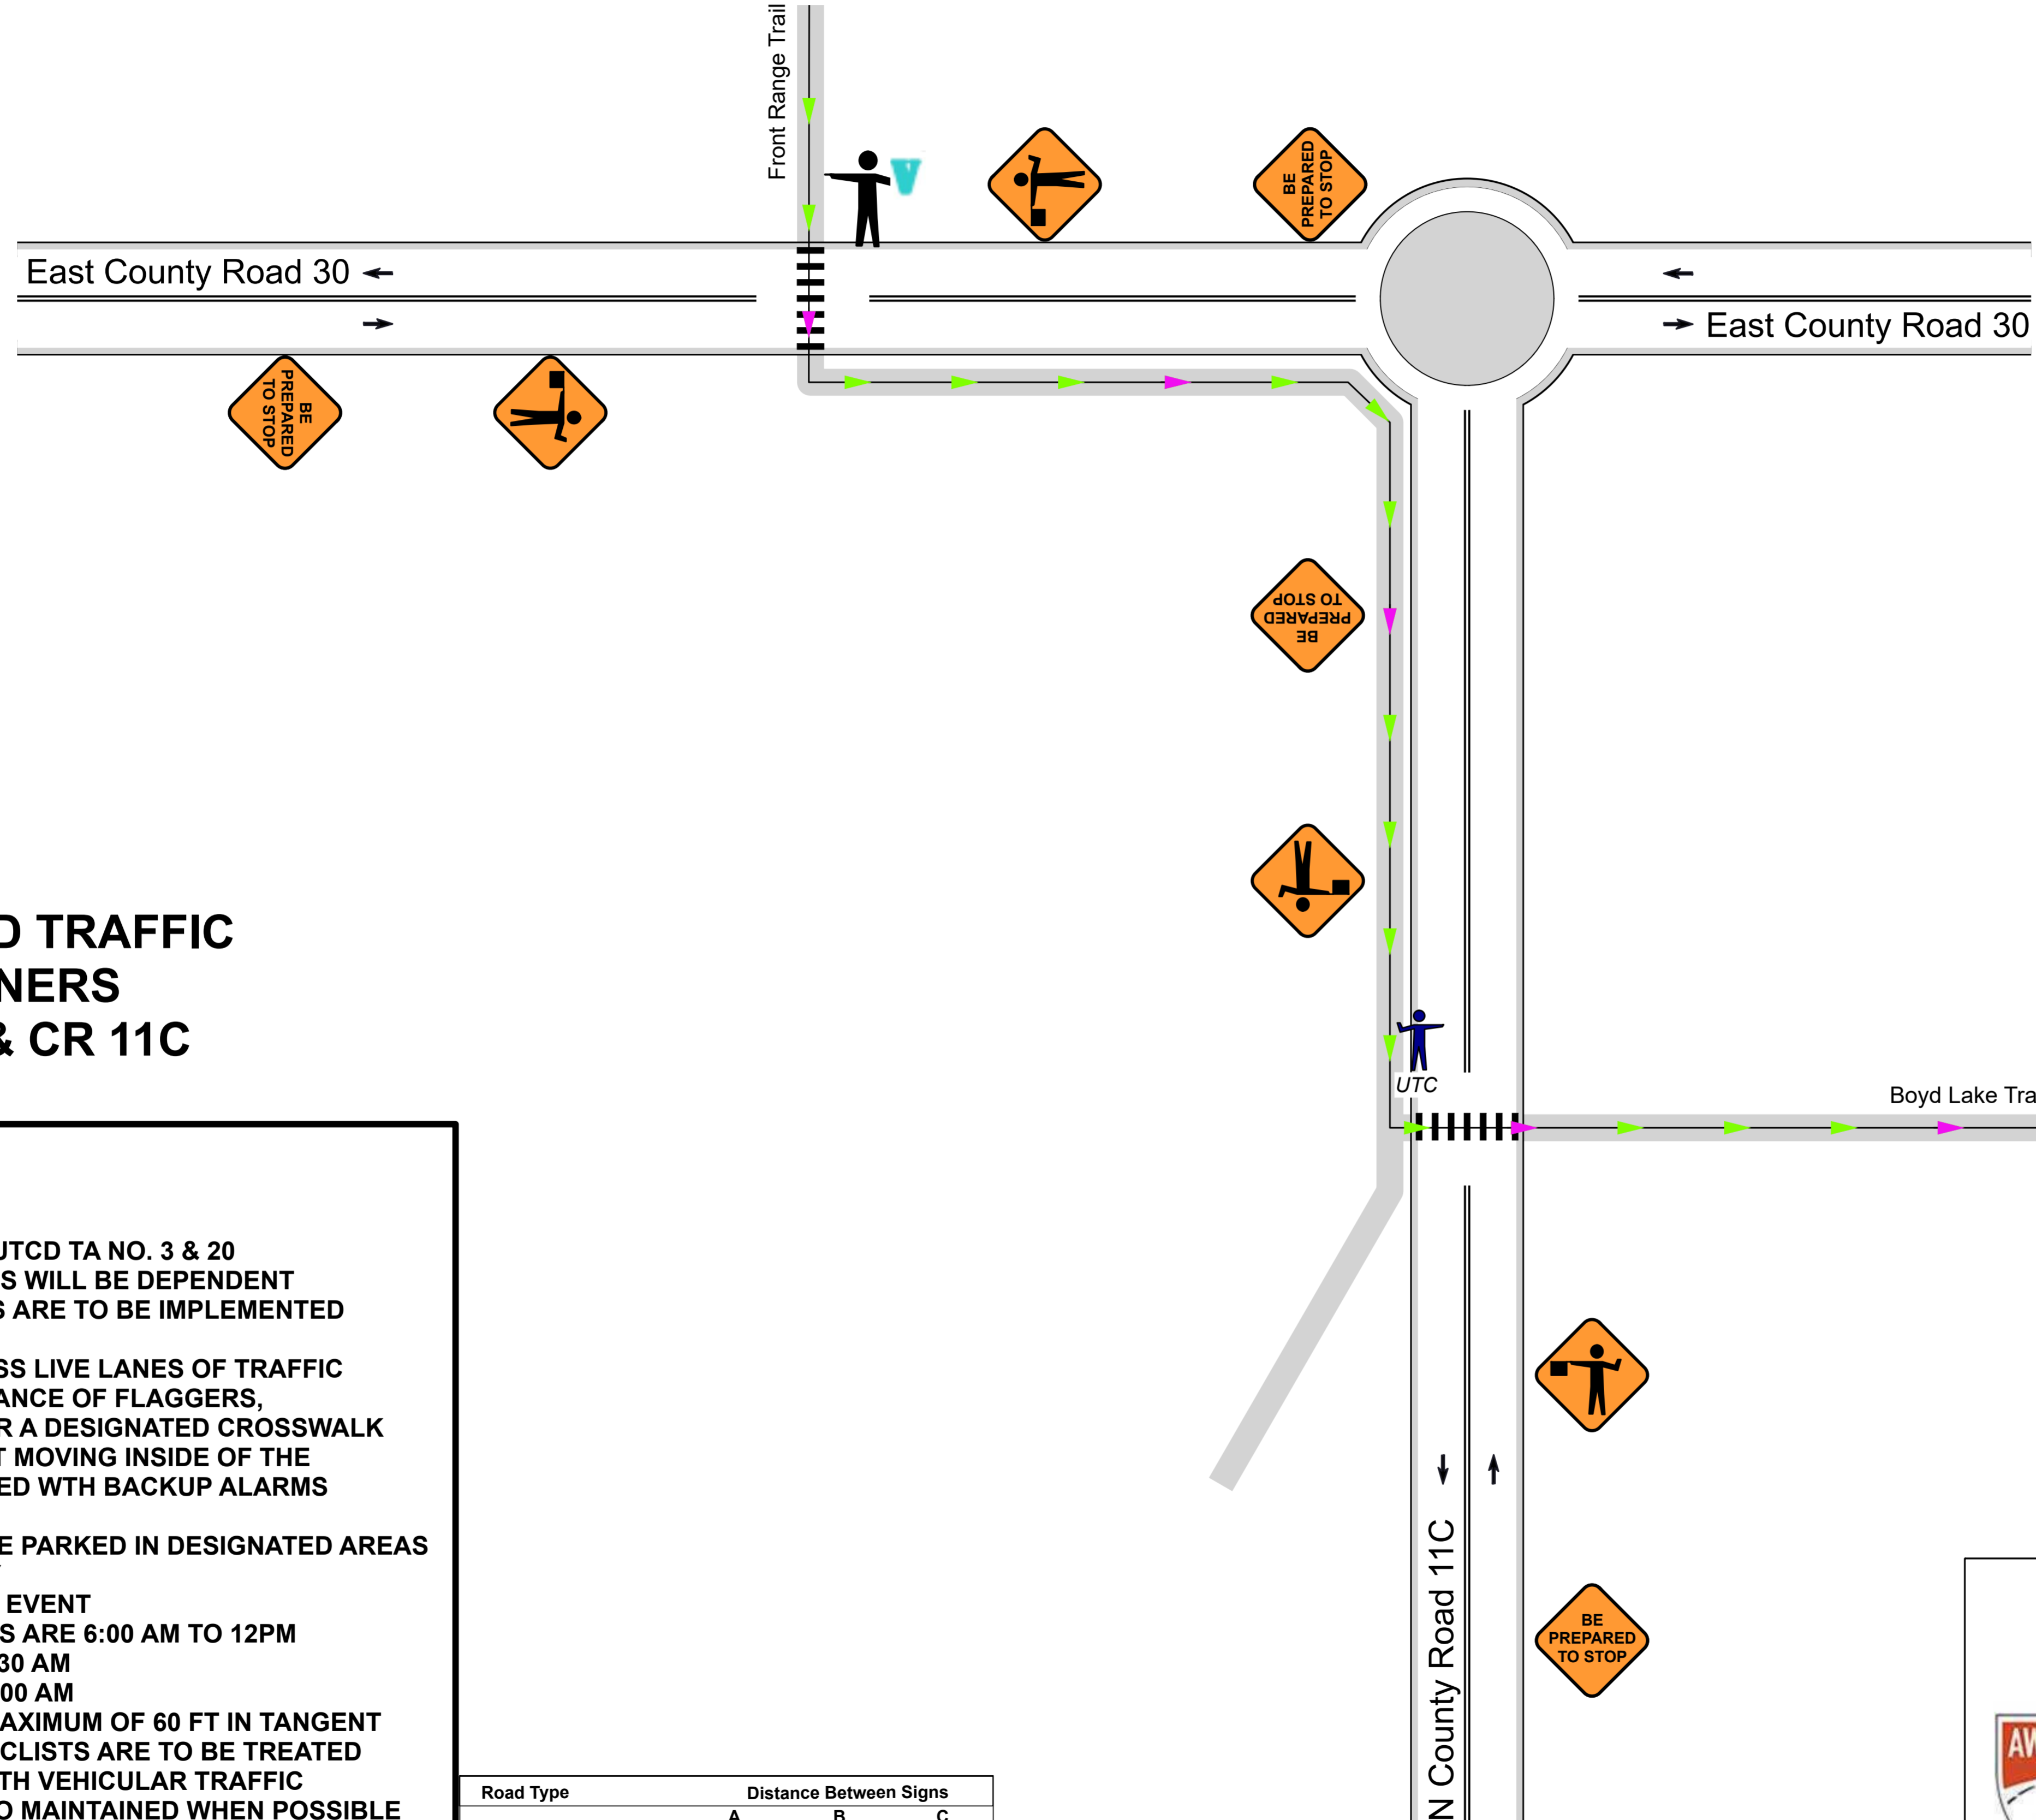 Front Range Trail
V
BE
PREPARED
TO STOP
East County Road 30
East County Road 30
BE
PREPARED
TO STOP
BE
PREPARED
TO STOP
D TRAFFIC
NERS
& CR 11C
UTC
Boyd Lake Tra
UTCD TA NO. 3 & 20
S WILL BE DEPENDENT
S ARE TO BE IMPLEMENTED
SS LIVE LANES OF TRAFFIC
ANCE OF FLAGGERS,
R A DESIGNATED CROSSWALK
T MOVING INSIDE OF THE
ED WTH BACKUP ALARMS
E PARKED IN DESIGNATED AREAS
EVENT
S ARE 6:00 AM TO 12PM
30 AM
00 AM
AXIMUM OF 60 FT IN TANGENT
CLISTS ARE TO BE TREATED
TH VEHICULAR TRAFFIC
O MAINTAINED WHEN POSSIBLE
N County Road 11C
BE
PREPARED
TO STOP
Road Type Distance Between Signs
A B C
AW